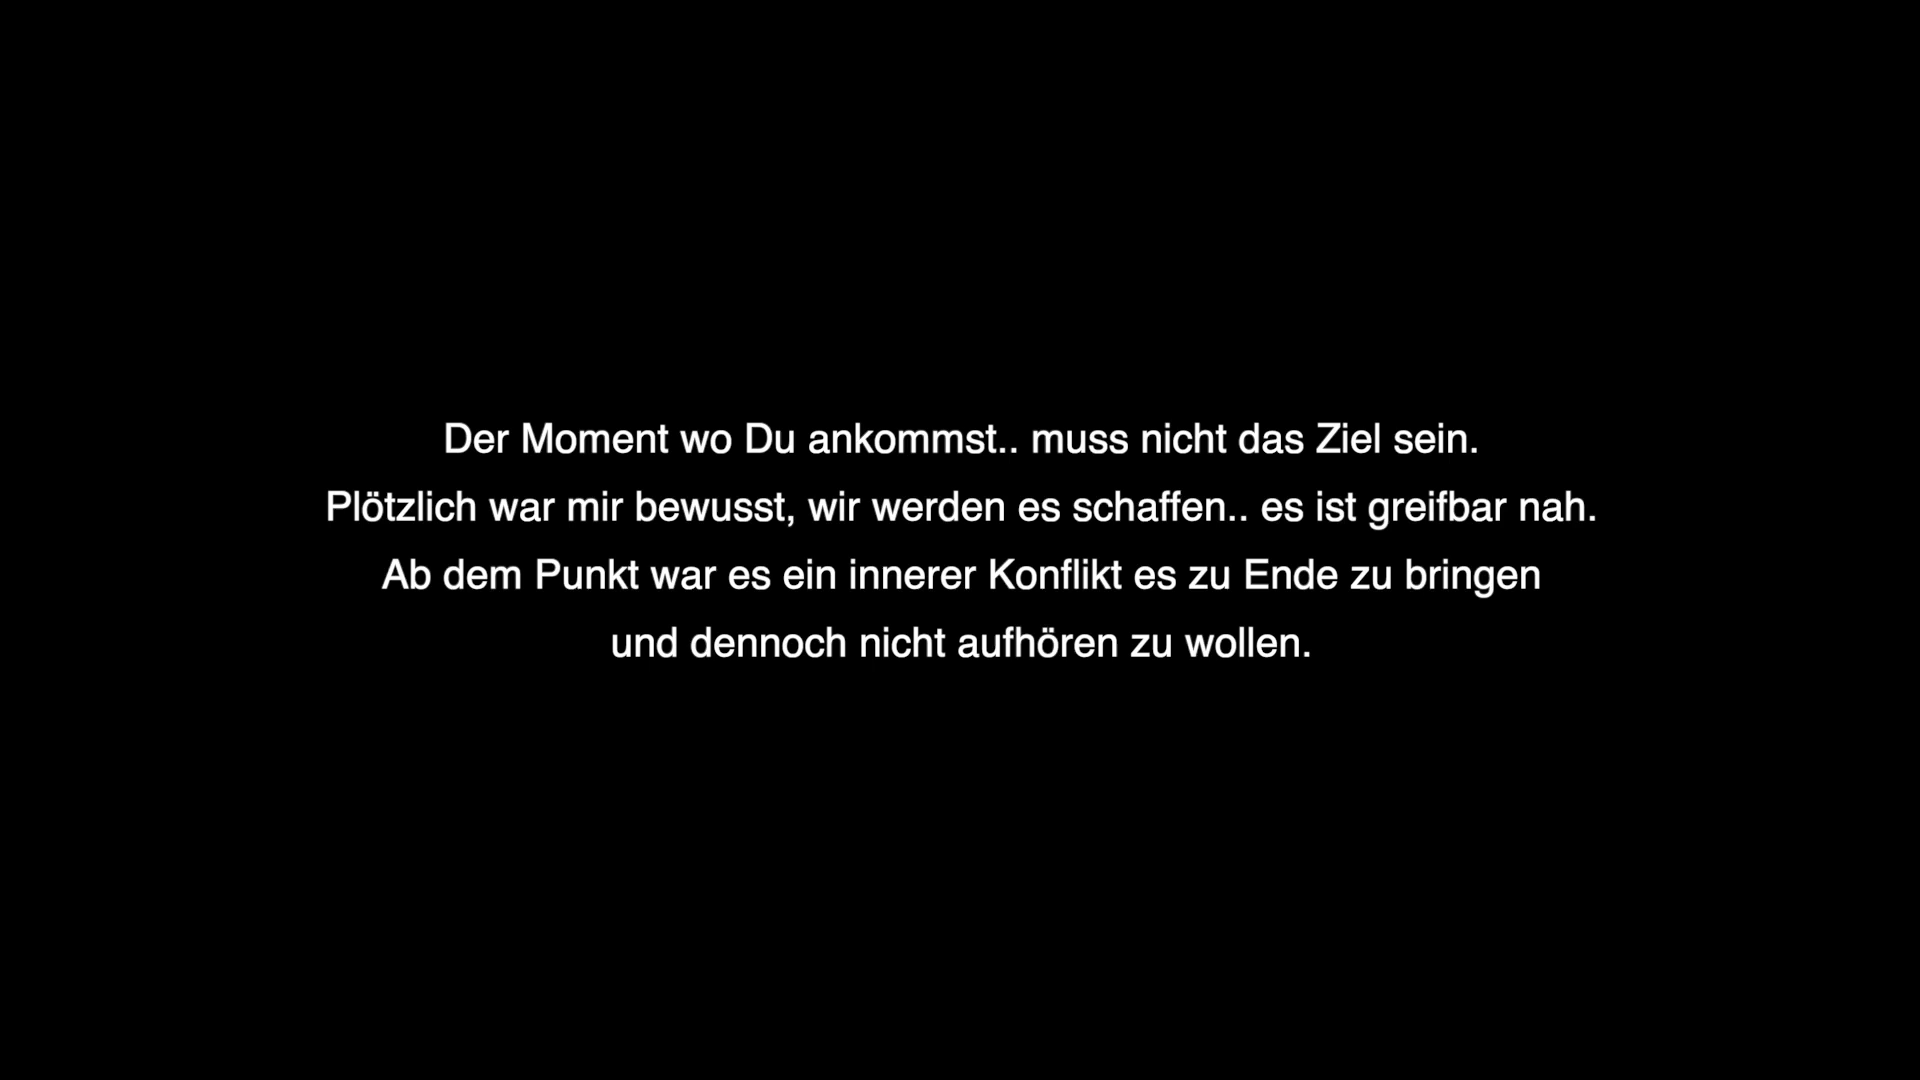 Der Moment wo Du ankommst.. muss nicht das Ziel sein.
Plötzlich war mir bewusst, wir werden es schaffen.. es ist greifbar nah.
Ab dem Punkt war es ein innerer Konflikt es zu Ende zu bringen
und dennoch nicht aufhören zu wollen.